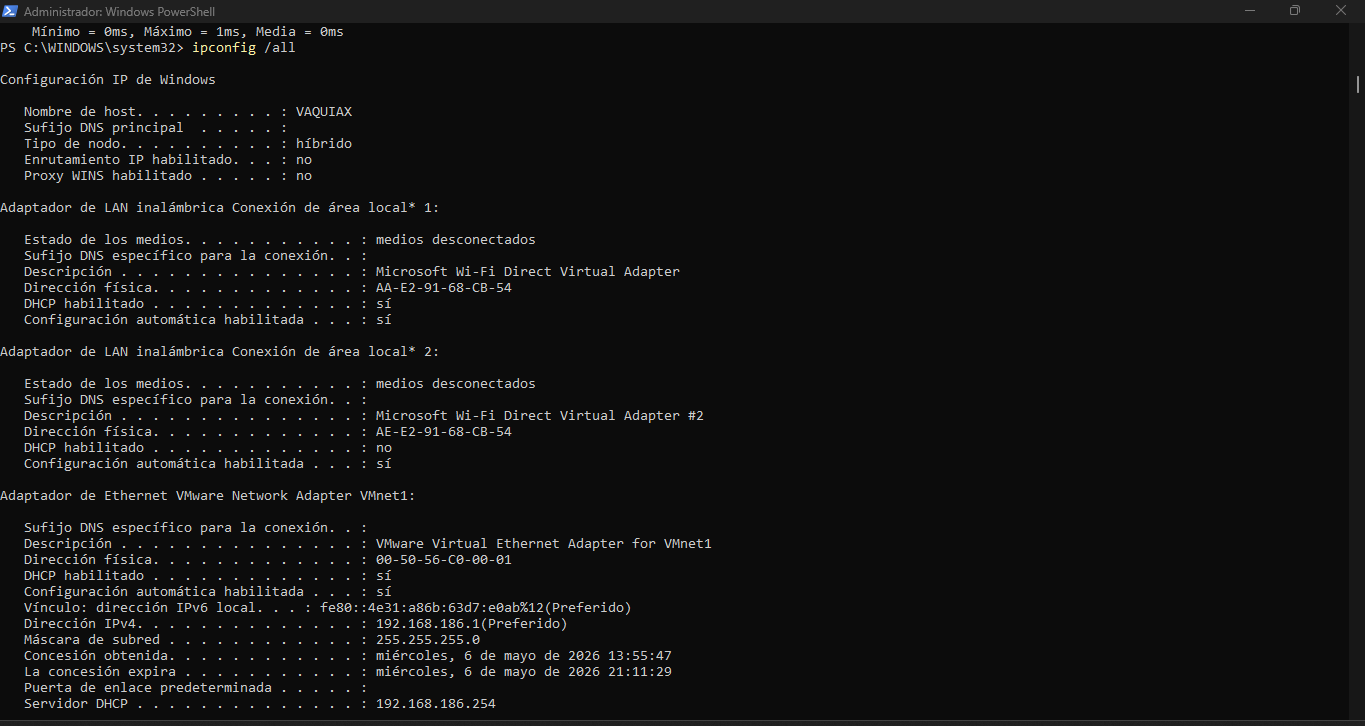 Administrador: Windows PowerShell
    Mínimo = 0ms, Máximo = 1ms, Media = 0ms
PS C:\WINDOWS\system32> ipconfig /all

Configuración IP de Windows

   Nombre de host. . . . . . . . . : VAQUIAX
   Sufijo DNS principal  . . . . . :
   Tipo de nodo. . . . . . . . . . : híbrido
   Enrutamiento IP habilitado. . . : no
   Proxy WINS habilitado . . . . . : no

Adaptador de LAN inalámbrica Conexión de área local* 1:

   Estado de los medios. . . . . . . . . . . : medios desconectados
   Sufijo DNS específico para la conexión. . :
   Descripción . . . . . . . . . . . . . . . : Microsoft Wi-Fi Direct Virtual Adapter
   Dirección física. . . . . . . . . . . . . : AA-E2-91-68-CB-54
   DHCP habilitado . . . . . . . . . . . . . : sí
   Configuración automática habilitada . . . : sí

Adaptador de LAN inalámbrica Conexión de área local* 2:

   Estado de los medios. . . . . . . . . . . : medios desconectados
   Sufijo DNS específico para la conexión. . :
   Descripción . . . . . . . . . . . . . . . : Microsoft Wi-Fi Direct Virtual Adapter #2
   Dirección física. . . . . . . . . . . . . : AE-E2-91-68-CB-54
   DHCP habilitado . . . . . . . . . . . . . : no
   Configuración automática habilitada . . . : sí

Adaptador de Ethernet VMware Network Adapter VMnet1:

   Sufijo DNS específico para la conexión. . :
   Descripción . . . . . . . . . . . . . . . : VMware Virtual Ethernet Adapter for VMnet1
   Dirección física. . . . . . . . . . . . . : 00-50-56-C0-00-01
   DHCP habilitado . . . . . . . . . . . . . : sí
   Configuración automática habilitada . . . : sí
   Vínculo: dirección IPv6 local. . . : fe80::4e31:a86b:63d7:e0ab%12(Preferido)
   Dirección IPv4. . . . . . . . . . . . . . : 192.168.186.1(Preferido)
   Máscara de subred . . . . . . . . . . . . : 255.255.255.0
   Concesión obtenida. . . . . . . . . . . . : miércoles, 6 de mayo de 2026 13:55:47
   La concesión expira . . . . . . . . . . . : miércoles, 6 de mayo de 2026 21:11:29
   Puerta de enlace predeterminada . . . . . :
   Servidor DHCP . . . . . . . . . . . . . . : 192.168.186.254